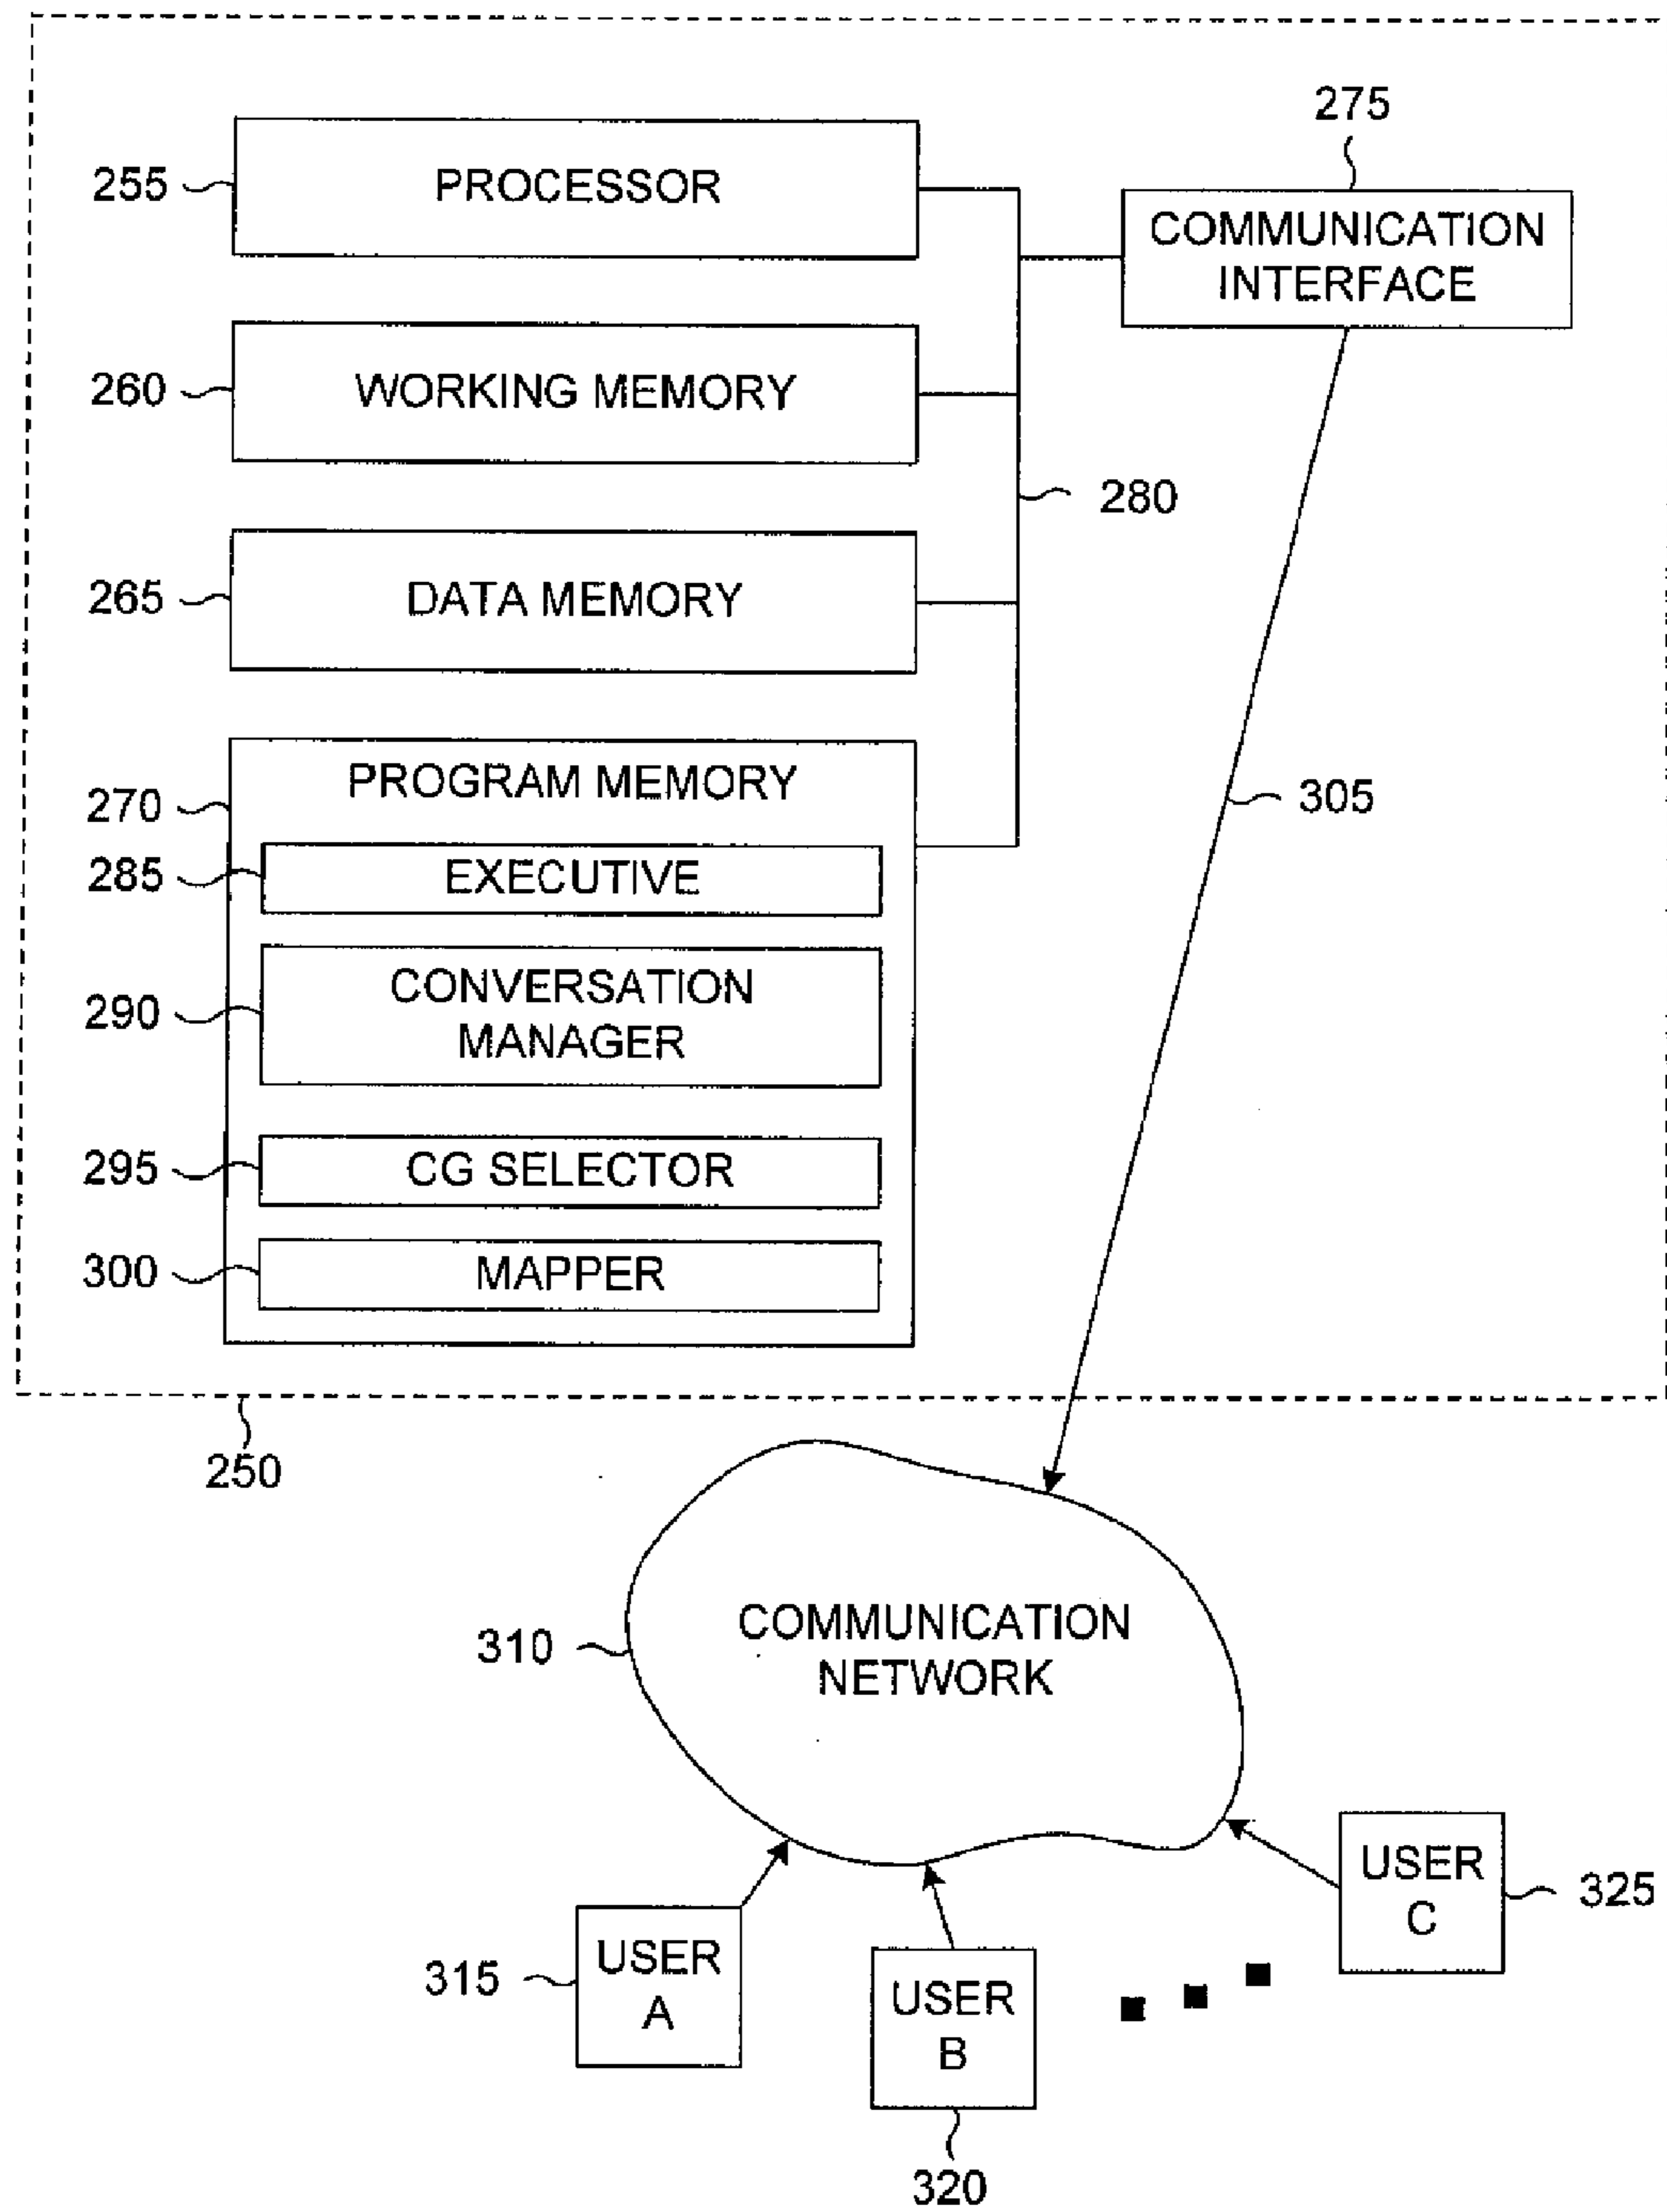 275
255
PROCESSOR
COMMUNICATION
INTERFACE
260
WORKING MEMORY
280
265
DATA MEMORY
270
PROGRAM MEMORY
305
285
EXECUTIVE
290
CONVERSATION
MANAGER
295
CG SELECTOR
300
MAPPER
250
310
COMMUNICATION
NETWORK
315
USER
A
USER
B
320
USER
C
325